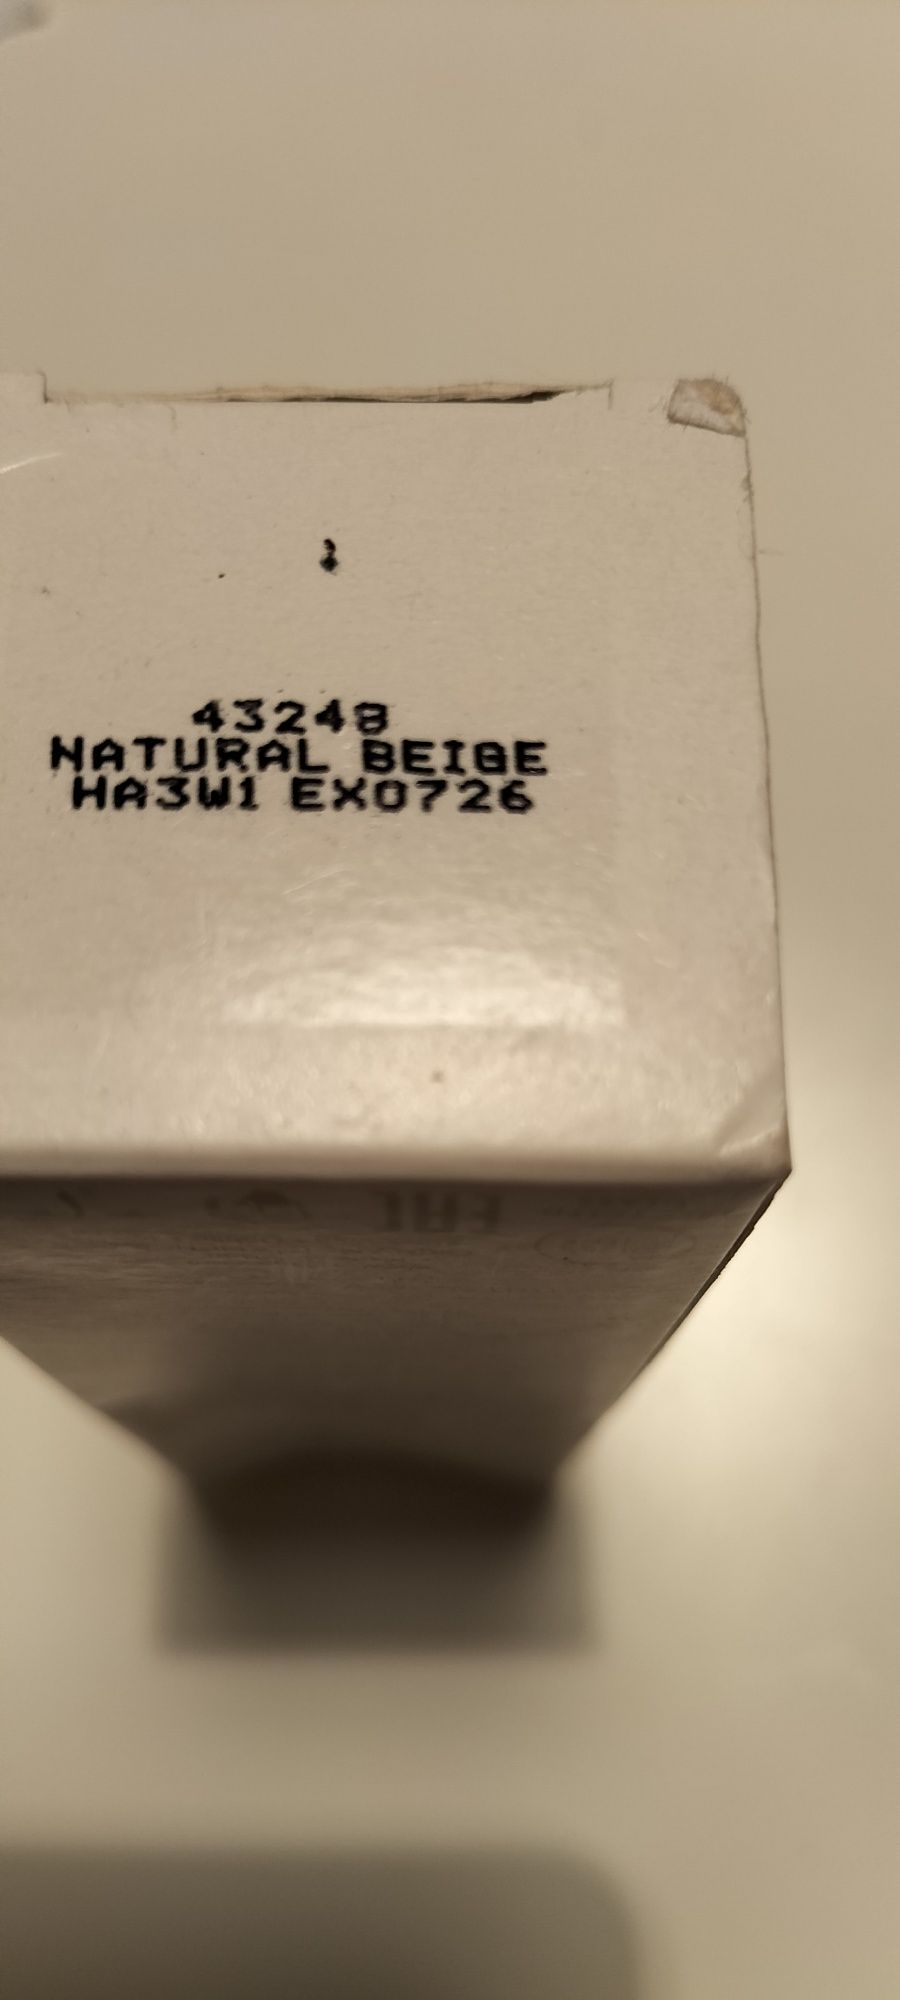 43248
NATURAL BEIGE
HA3W1 EX0726